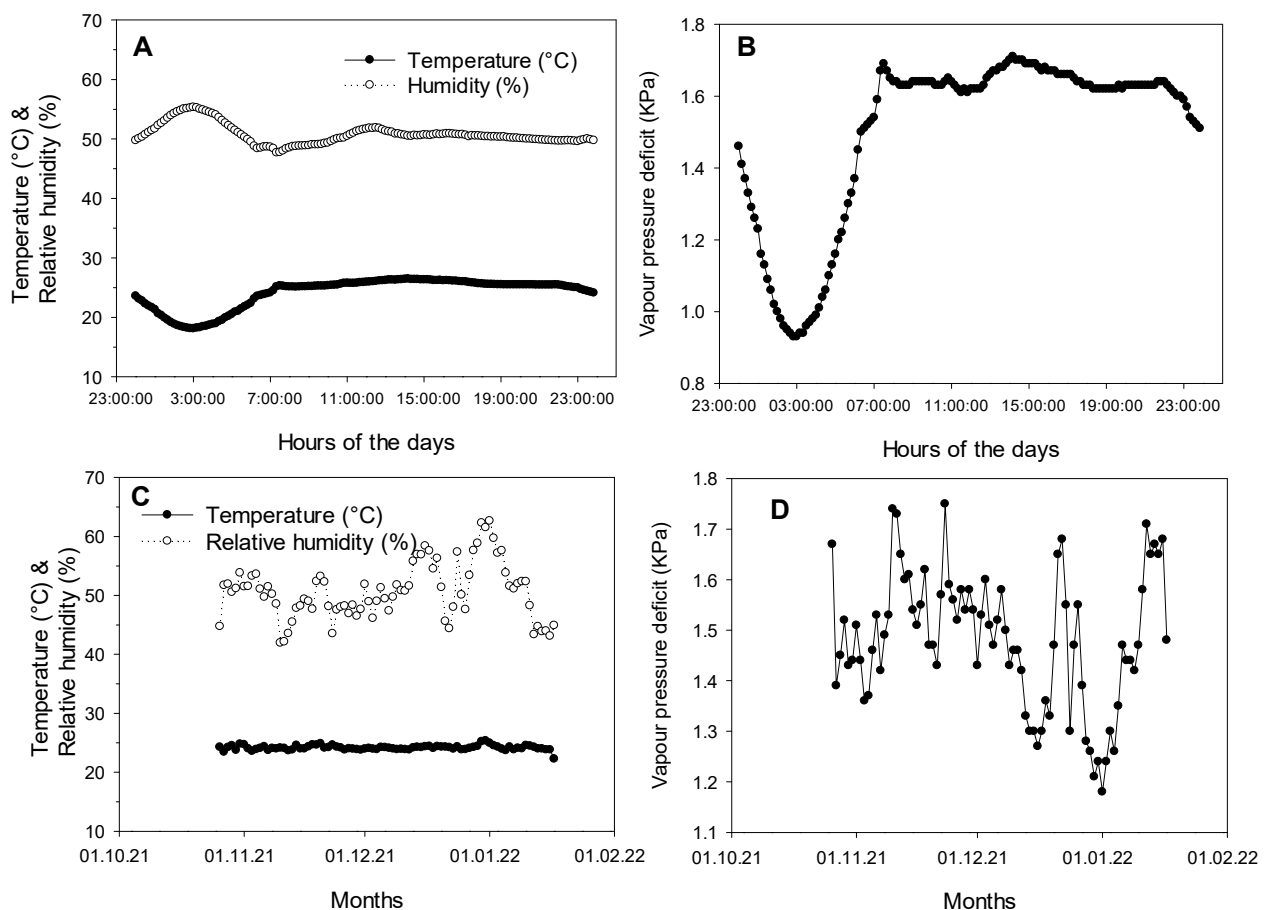 A
Temperature (°C)
Humidity (%)
Temperature (°C) &
Relative humidity (%)
70
60
50
40
30
20
10
23:00:00 3:00:00 7:00:00 11:00:00 15:00:00 19:00:00 23:00:00
Hours of the days
B
Vapour pressure deficit (KPa)
1.8
1.6
1.4
1.2
1.0
0.8
23:00:00 03:00:00 07:00:00 11:00:00 15:00:00 19:00:00 23:00:00
Hours of the days
C
Temperature (°C)
Relative humidity (%)
Temperature (°C) &
Relative humidity (%)
70
60
50
40
30
20
10
01.10.21 01.11.21 01.12.21 01.01.22 01.02.22
Months
D
Vapour pressure deficit (KPa)
1.8
1.7
1.6
1.5
1.4
1.3
1.2
1.1
01.10.21 01.11.21 01.12.21 01.01.22 01.02.22
Months